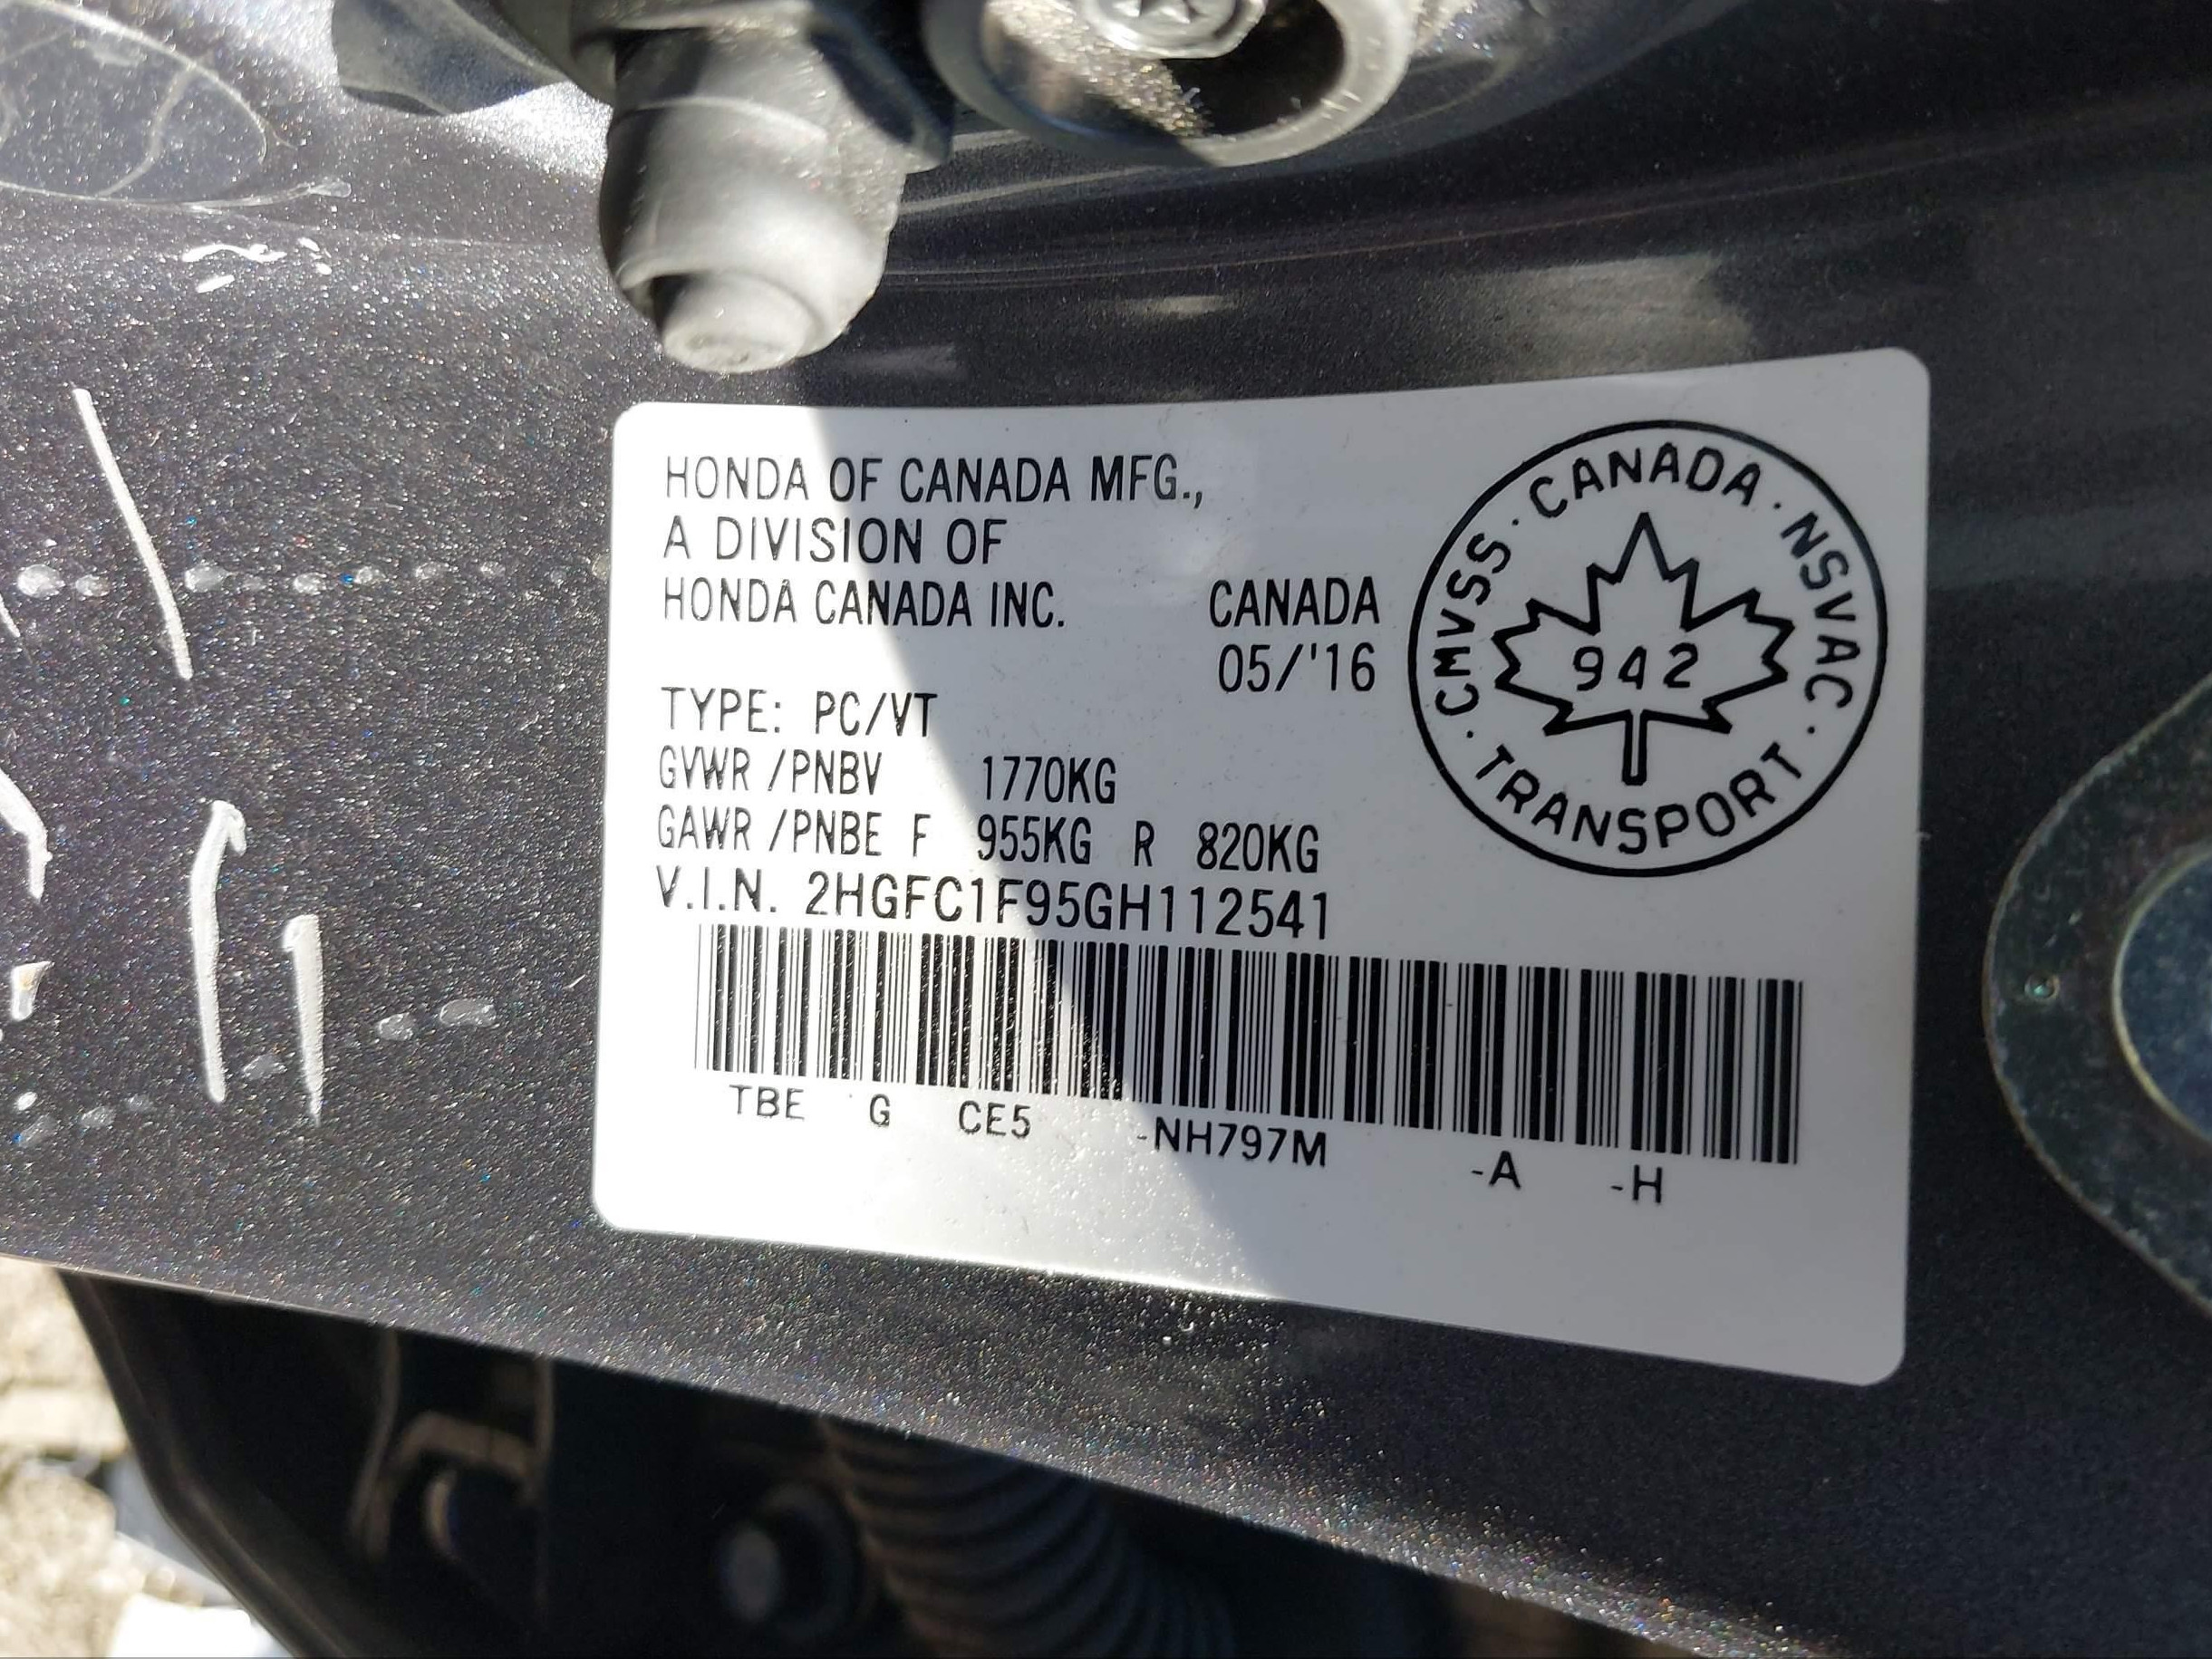 HONDA OF CANADA MFG.,
A DIVISION OF
HONDA CANADA INC.
CANADA
05/'16
CMVSS · CANADA · NSVAC · TRANSPORT ·
942
TYPE: PC/VT
GVWR /PNBV 1770KG
GAWR /PNBE F 955KG R 820KG
V.I.N. 2HGFC1F95GH112541
TBE G CE5 -NH797M -A -H